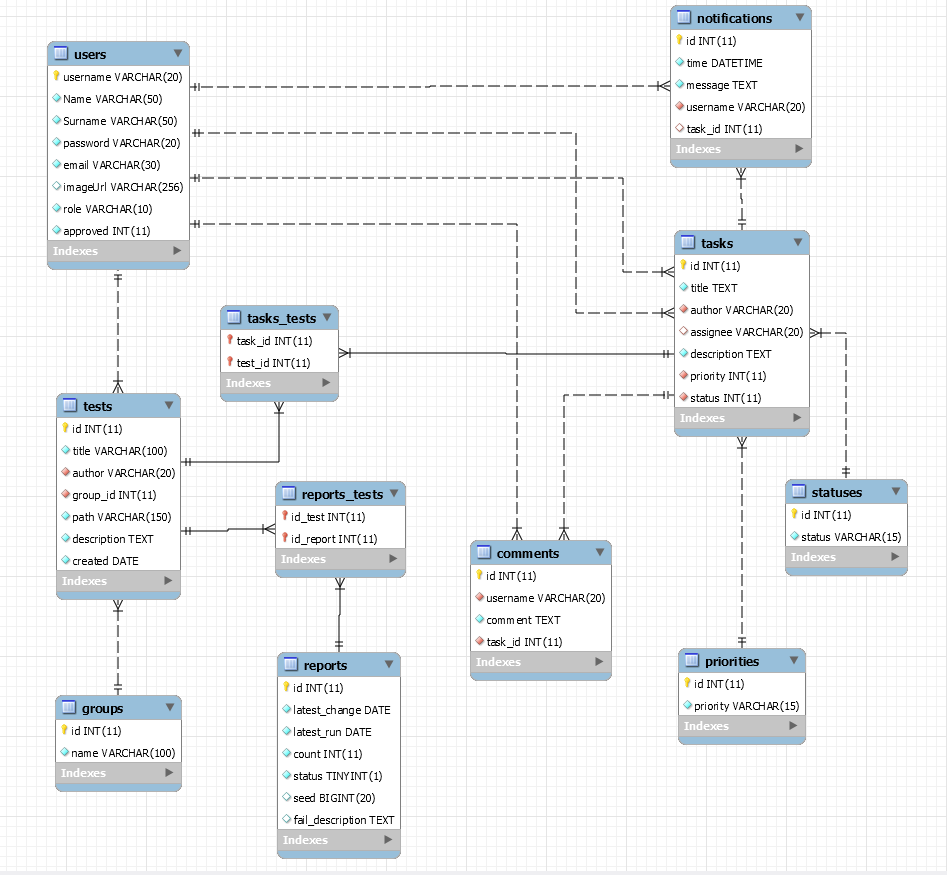 users
username VARCHAR(20)
Name VARCHAR(50)
Surname VARCHAR(50)
password VARCHAR(20)
email VARCHAR(30)
imageUrl VARCHAR(256)
role VARCHAR(10)
approved INT(11)
Indexes
notifications
id INT(11)
time DATETIME
message TEXT
username VARCHAR(20)
task_id INT(11)
Indexes
tasks
id INT(11)
title TEXT
author VARCHAR(20)
assignee VARCHAR(20)
description TEXT
priority INT(11)
status INT(11)
Indexes
tasks_tests
task_id INT(11)
test_id INT(11)
Indexes
tests
id INT(11)
title VARCHAR(100)
author VARCHAR(20)
group_id INT(11)
path VARCHAR(150)
description TEXT
created DATE
Indexes
reports_tests
id_test INT(11)
id_report INT(11)
Indexes
statuses
id INT(11)
status VARCHAR(15)
Indexes
comments
id INT(11)
username VARCHAR(20)
comment TEXT
task_id INT(11)
Indexes
reports
id INT(11)
latest_change DATE
latest_run DATE
count INT(11)
status TINYINT(1)
seed BIGINT(20)
fail_description TEXT
Indexes
priorities
id INT(11)
priority VARCHAR(15)
Indexes
groups
id INT(11)
name VARCHAR(100)
Indexes